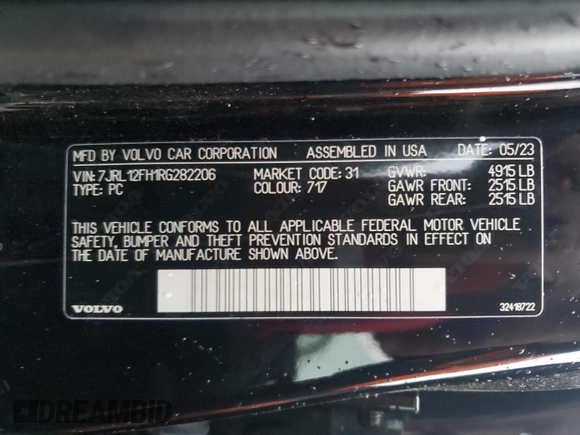 MFD BY VOLVO CAR CORPORATION ASSEMBLED IN USA DATE: 05/23
VIN: 7JRL12FH1RG282206 MARKET CODE: 31 GVWR: 4915 LB
TYPE: PC COLOUR: 717 GAWR FRONT: 2515 LB
GAWR REAR: 2515 LB
THIS VEHICLE CONFORMS TO ALL APPLICABLE FEDERAL MOTOR VEHICLE
SAFETY, BUMPER AND THEFT PREVENTION STANDARDS IN EFFECT ON
THE DATE OF MANUFACTURE SHOWN ABOVE.
VOLVO 32418722
DREAMBID